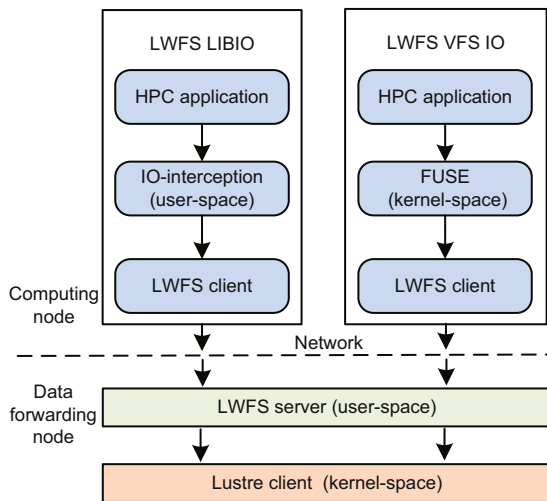 LWFS LIBIO
HPC application
IO-interception
(user-space)
LWFS client
LWFS VFS IO
HPC application
FUSE
(kernel-space)
LWFS client
Computing
node
Network
Data
forwarding
node
LWFS server (user-space)
Lustre client (kernel-space)